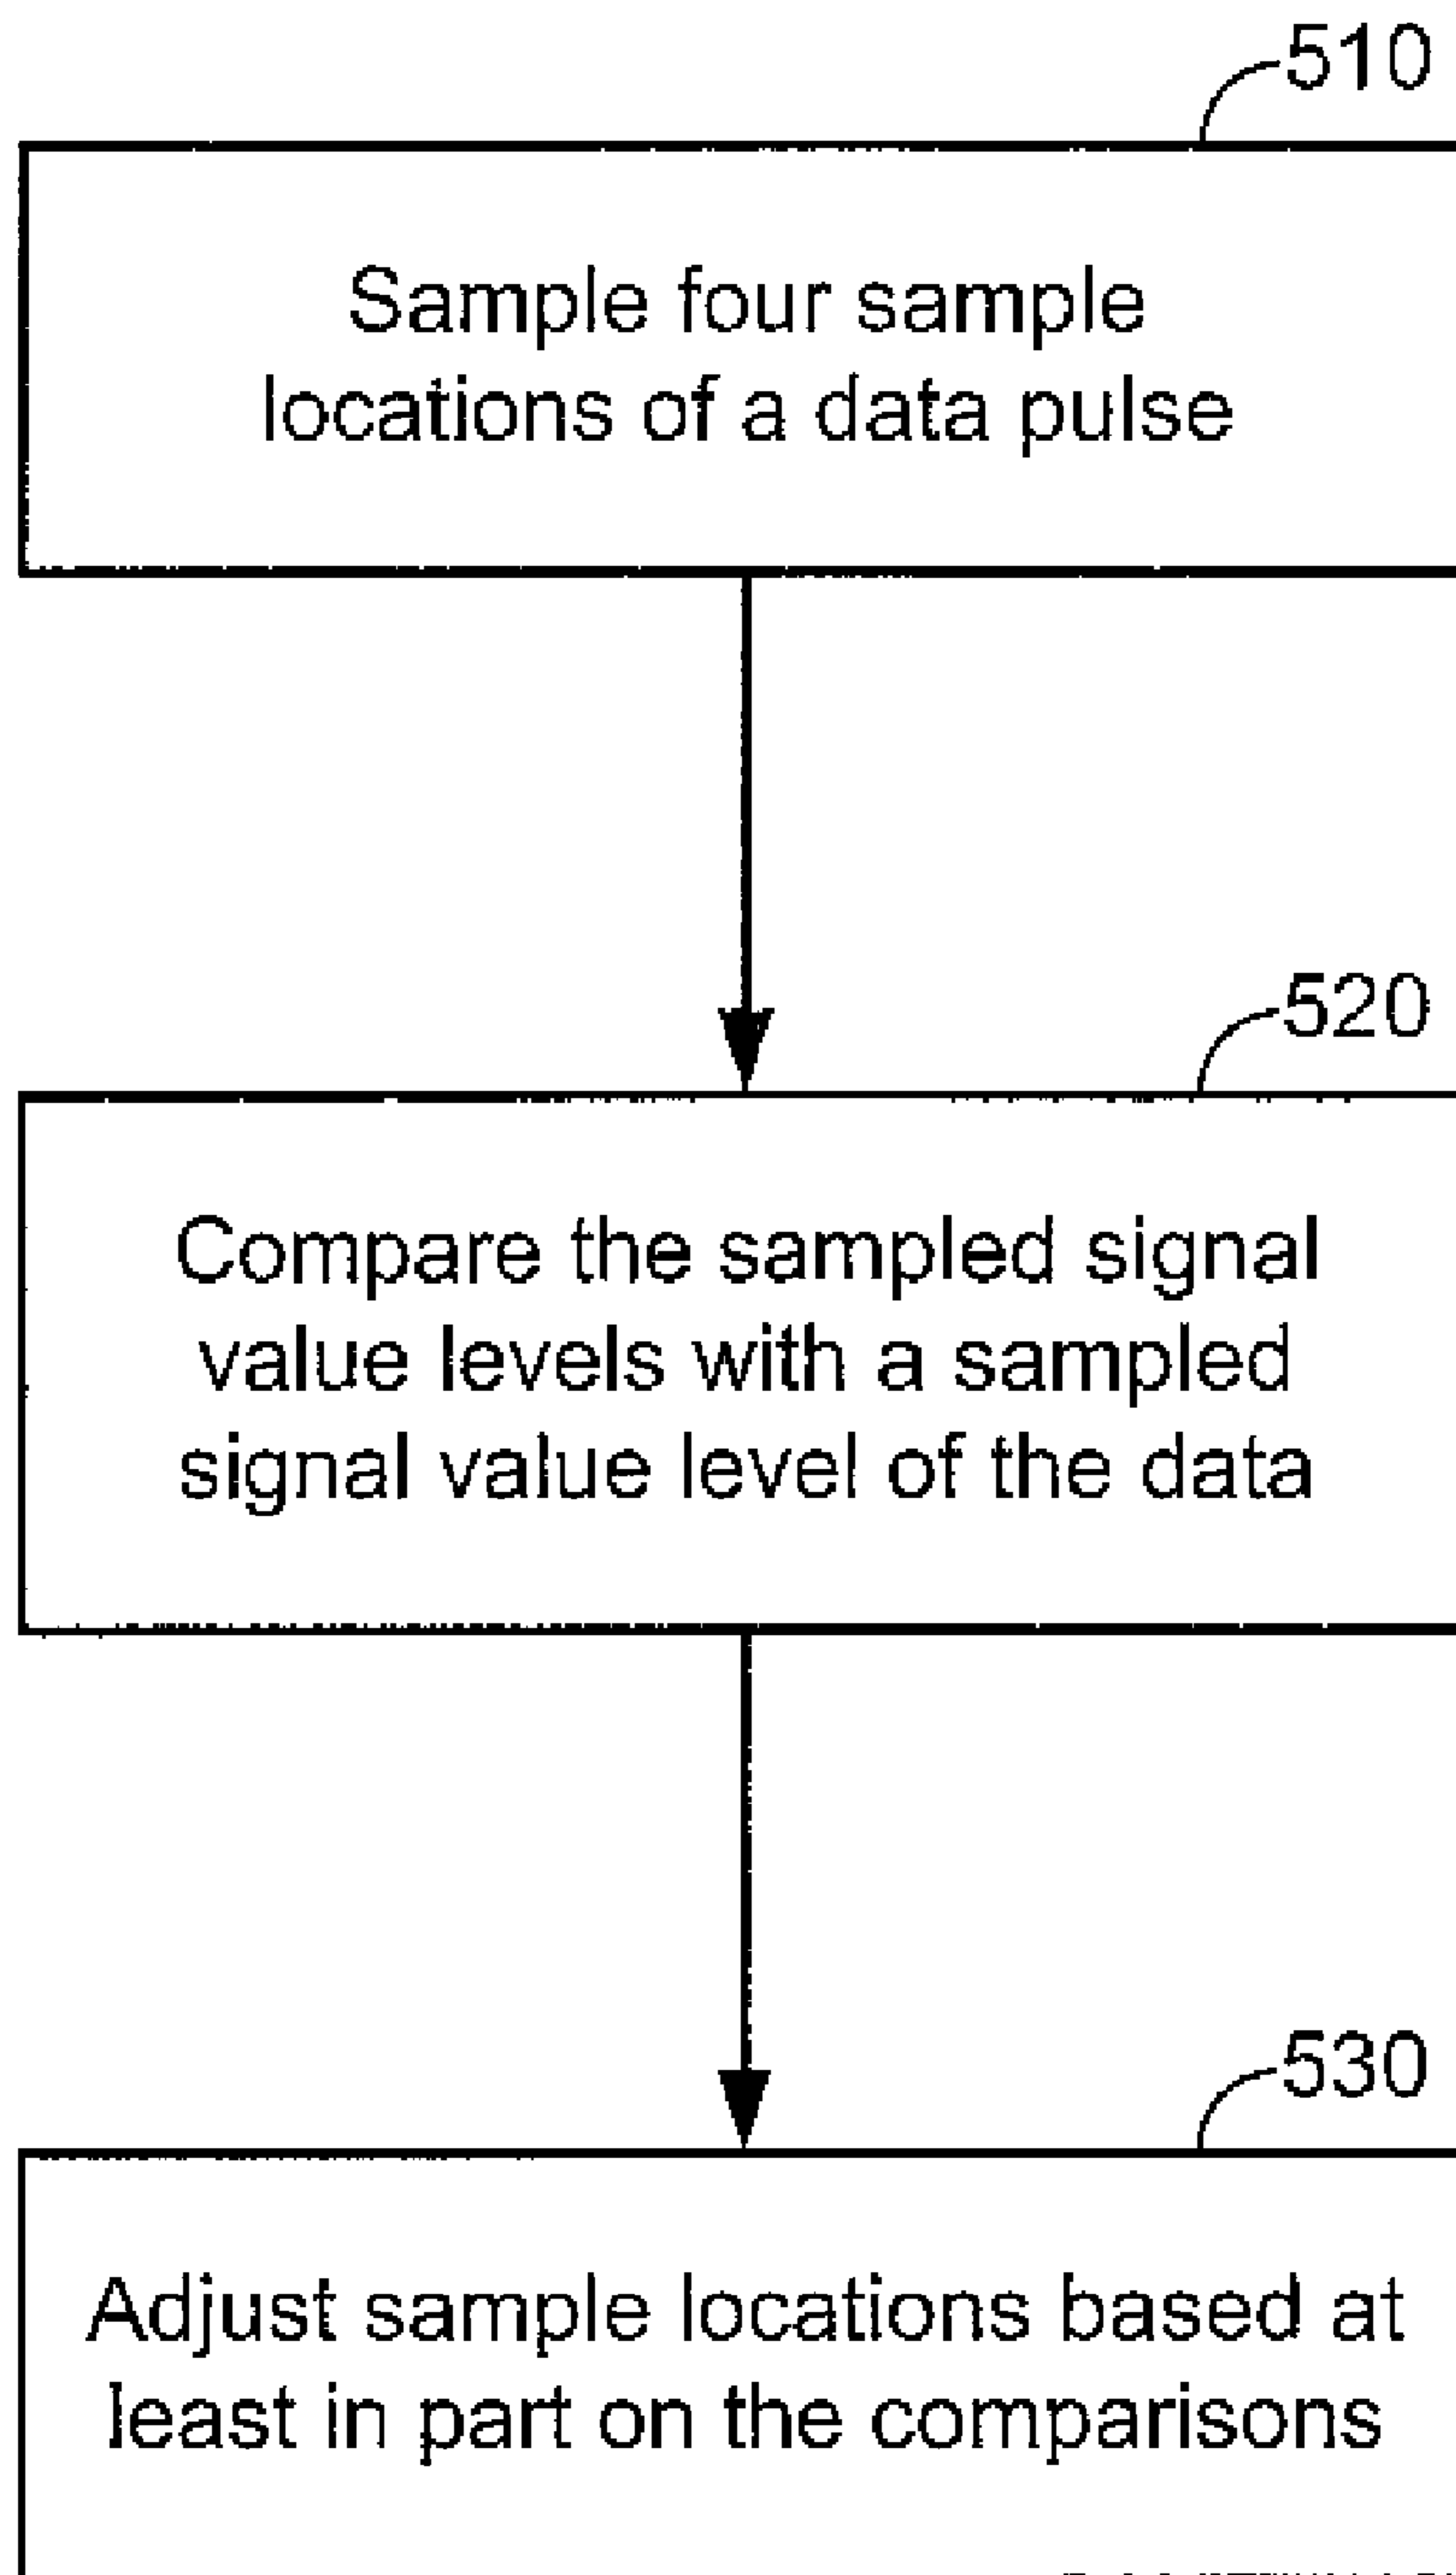 510
Sample four sample
locations of a data pulse
520
Compare the sampled signal
value levels with a sampled
signal value level of the data
530
Adjust sample locations based at
least in part on the comparisons